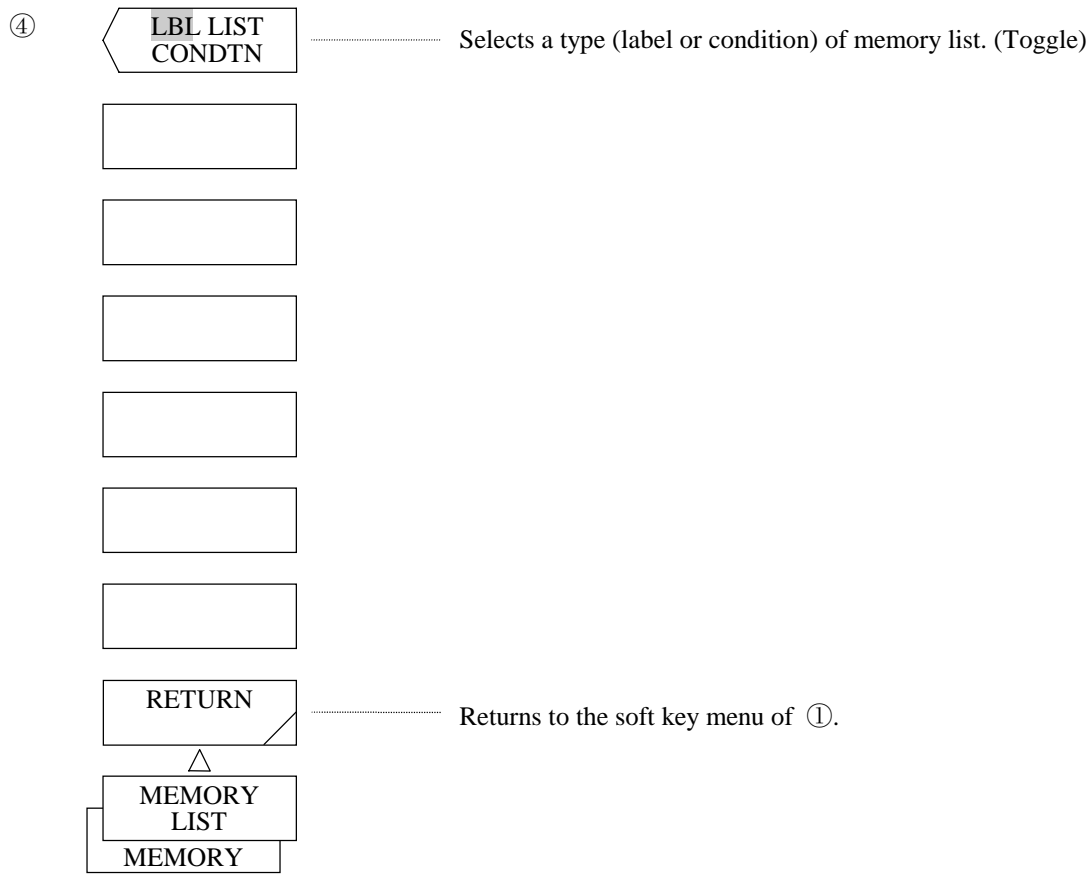 ④
LBL LIST
CONDTN
Selects a type (label or condition) of memory list. (Toggle)
RETURN
Returns to the soft key menu of ①.
MEMORY
LIST
MEMORY